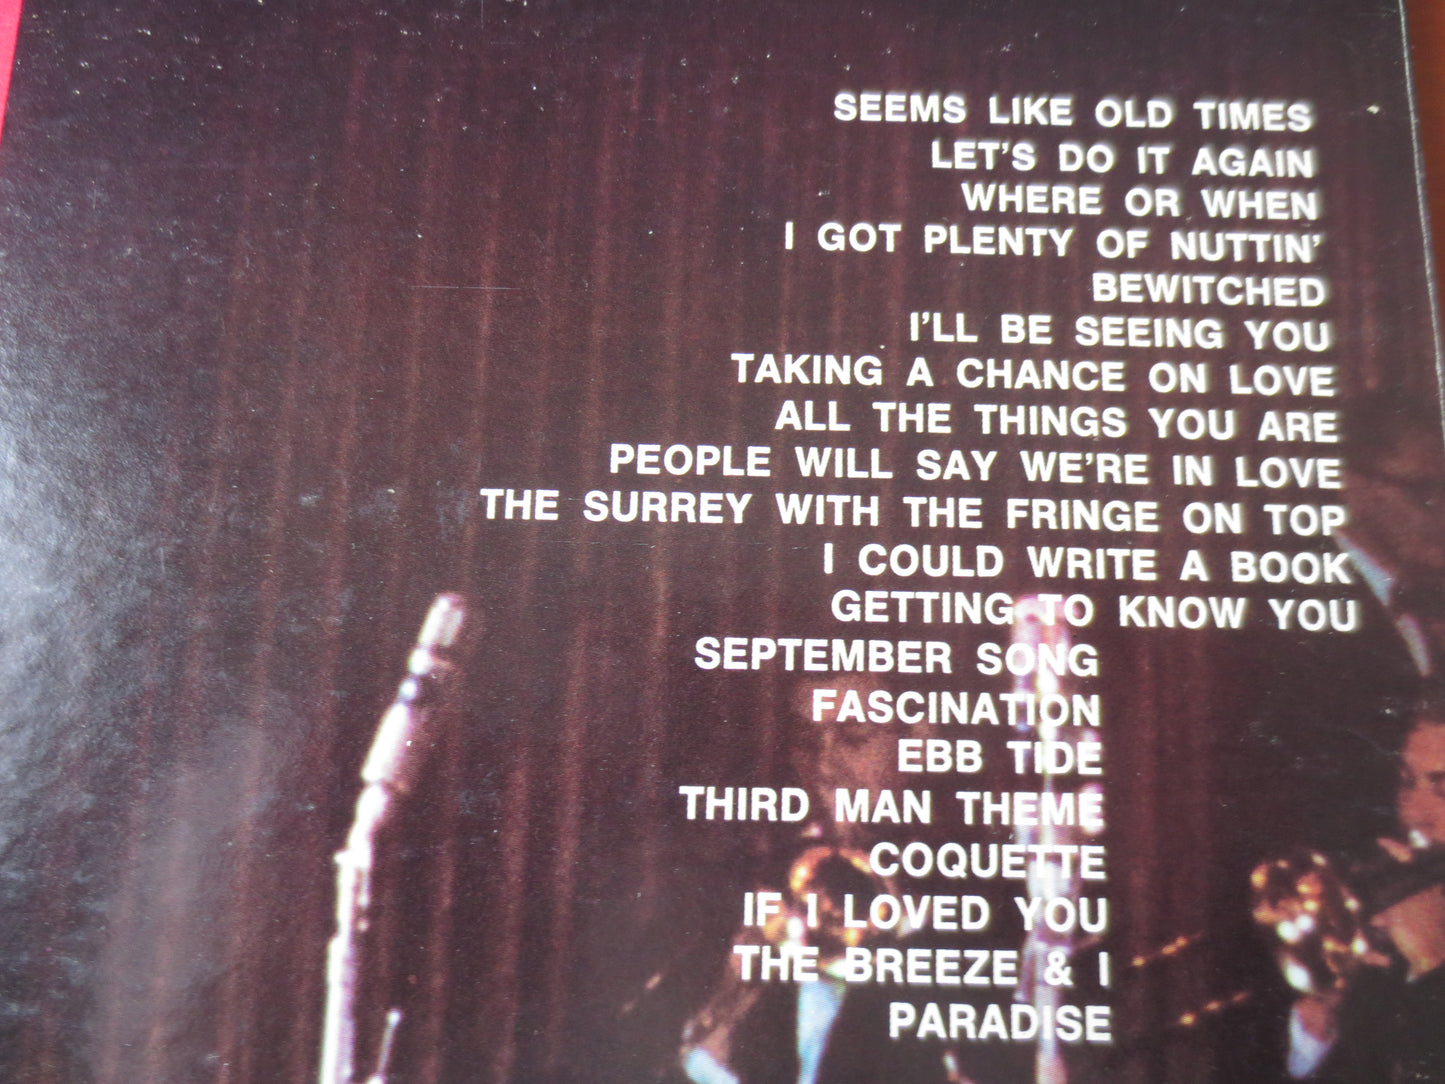 SEEMS LIKE OLD TIMES
LET'S DO IT AGAIN
WHERE OR WHEN
I GOT PLENTY OF NUTTIN'
BEWITCHED
I'LL BE SEEING YOU
TAKING A CHANCE ON LOVE
ALL THE THINGS YOU ARE
PEOPLE WILL SAY WE'RE IN LOVE
THE SURREY WITH THE FRINGE ON TOP
I COULD WRITE A BOOK
GETTING TO KNOW YOU
SEPTEMBER SONG
FASCINATION
EBB TIDE
THIRD MAN THEME
COQUETTE
IF I LOVED YOU
THE BREEZE & I
PARADISE